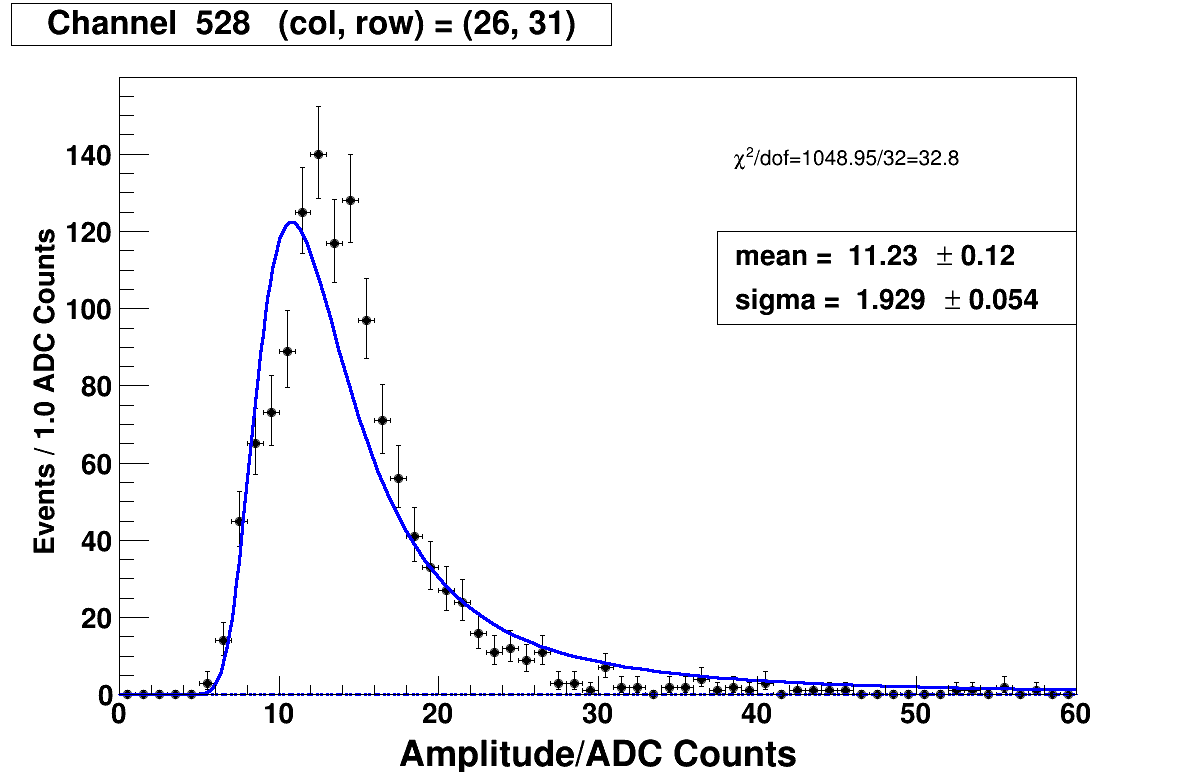 Channel 528 (col, row) = (26, 31)
χ2/dof=1048.95/32=32.8
mean = 11.23 ± 0.12
sigma = 1.929 ± 0.054
Events / 1.0 ADC Counts
140
120
100
80
60
40
20
0
0 10 20 30 40 50 60
Amplitude/ADC Counts